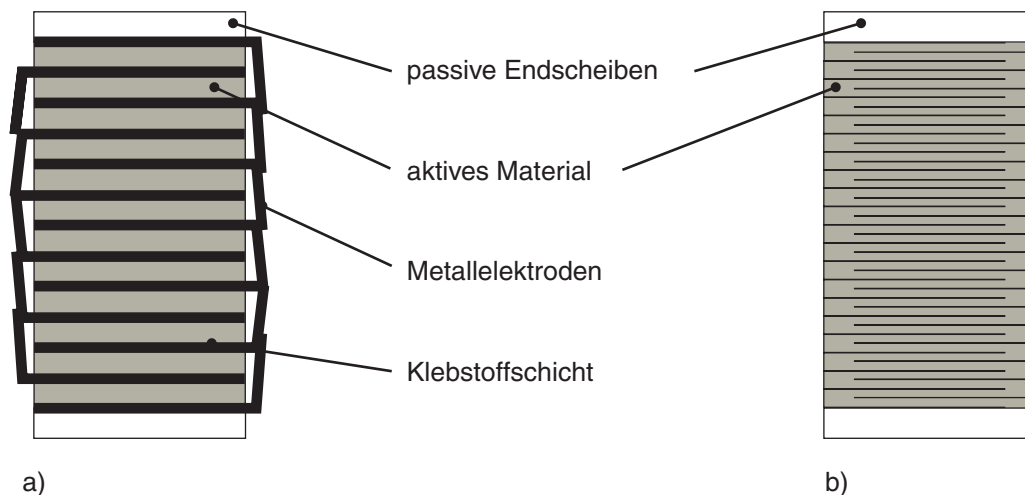 passive Endscheiben
aktives Material
Metallelektroden
Klebstoffschicht
a)
b)